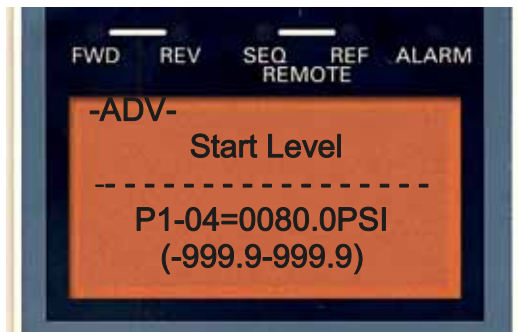 FWD REV SEQ REF ALARM
REMOTE
-ADV-
Start Level
-- - - - - - - - - - - - - - - - - -
P1-04=0080.0PSI
(-999.9-999.9)